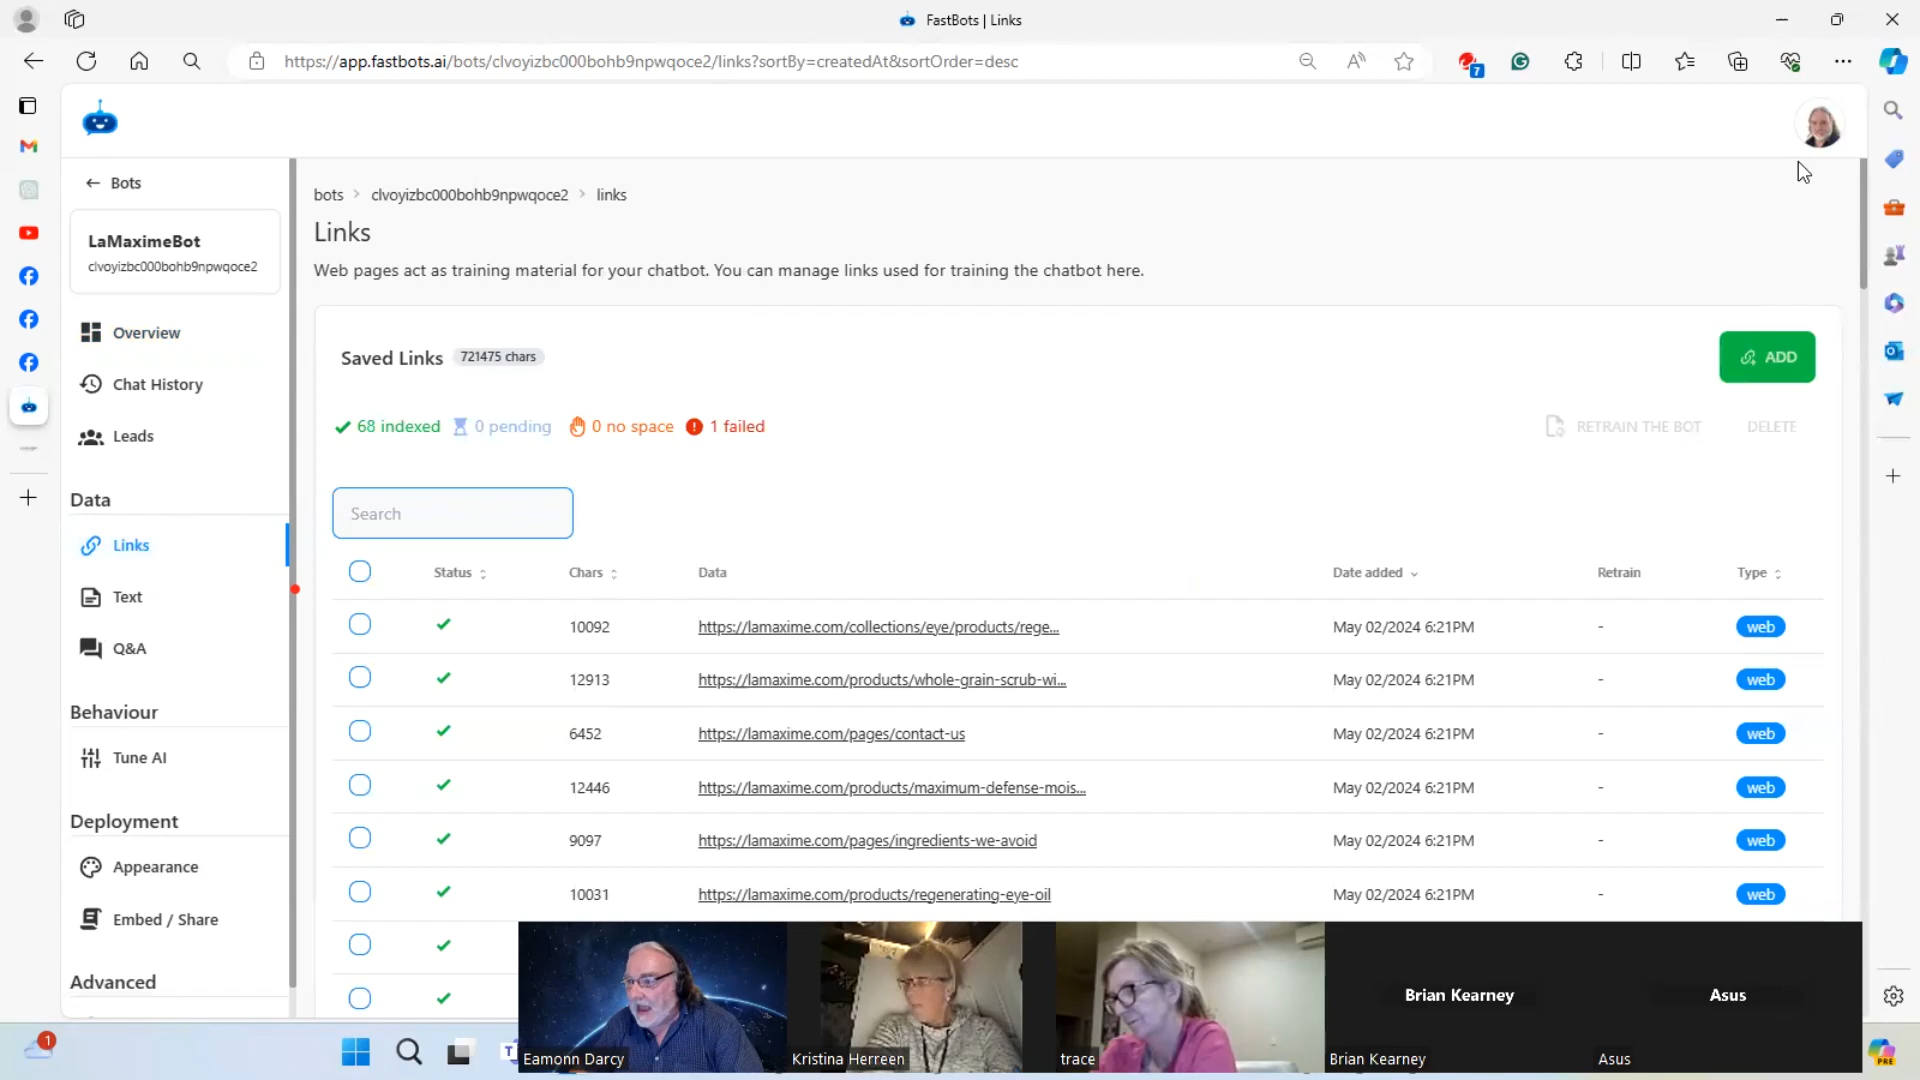 FastBots | Links
https://app.fastbots.ai/bots/clvoyizbc000bohb9npwqoce2/links?sortBy=createdAt&sortOrder=desc
7
Bots
LaMaximeBot
clvoyizbc000bohb9npwqoce2
Overview
Chat History
Leads
Data
Links
Text
Q&A
Behaviour
Tune AI
Deployment
Appearance
Embed / Share
Advanced
bots > clvoyizbc000bohb9npwqoce2 > links
Links
Web pages act as training material for your chatbot. You can manage links used for training the chatbot here.
Saved Links 721475 chars
ADD
68 indexed 0 pending 0 no space 1 failed
RETRAIN THE BOT DELETE
Search
Status Chars Data Date added Retrain Type
10092 https://lamaxime.com/collections/eye/products/rege... May 02/2024 6:21PM - web
12913 https://lamaxime.com/products/whole-grain-scrub-wi... May 02/2024 6:21PM - web
6452 https://lamaxime.com/pages/contact-us May 02/2024 6:21PM - web
12446 https://lamaxime.com/products/maximum-defense-mois... May 02/2024 6:21PM - web
9097 https://lamaxime.com/pages/ingredients-we-avoid May 02/2024 6:21PM - web
10031 https://lamaxime.com/products/regenerating-eye-oil May 02/2024 6:21PM - web
Brian Kearney
Asus
Eamonn Darcy
Kristina Herreen
trace
Brian Kearney
Asus
1
T
PRE